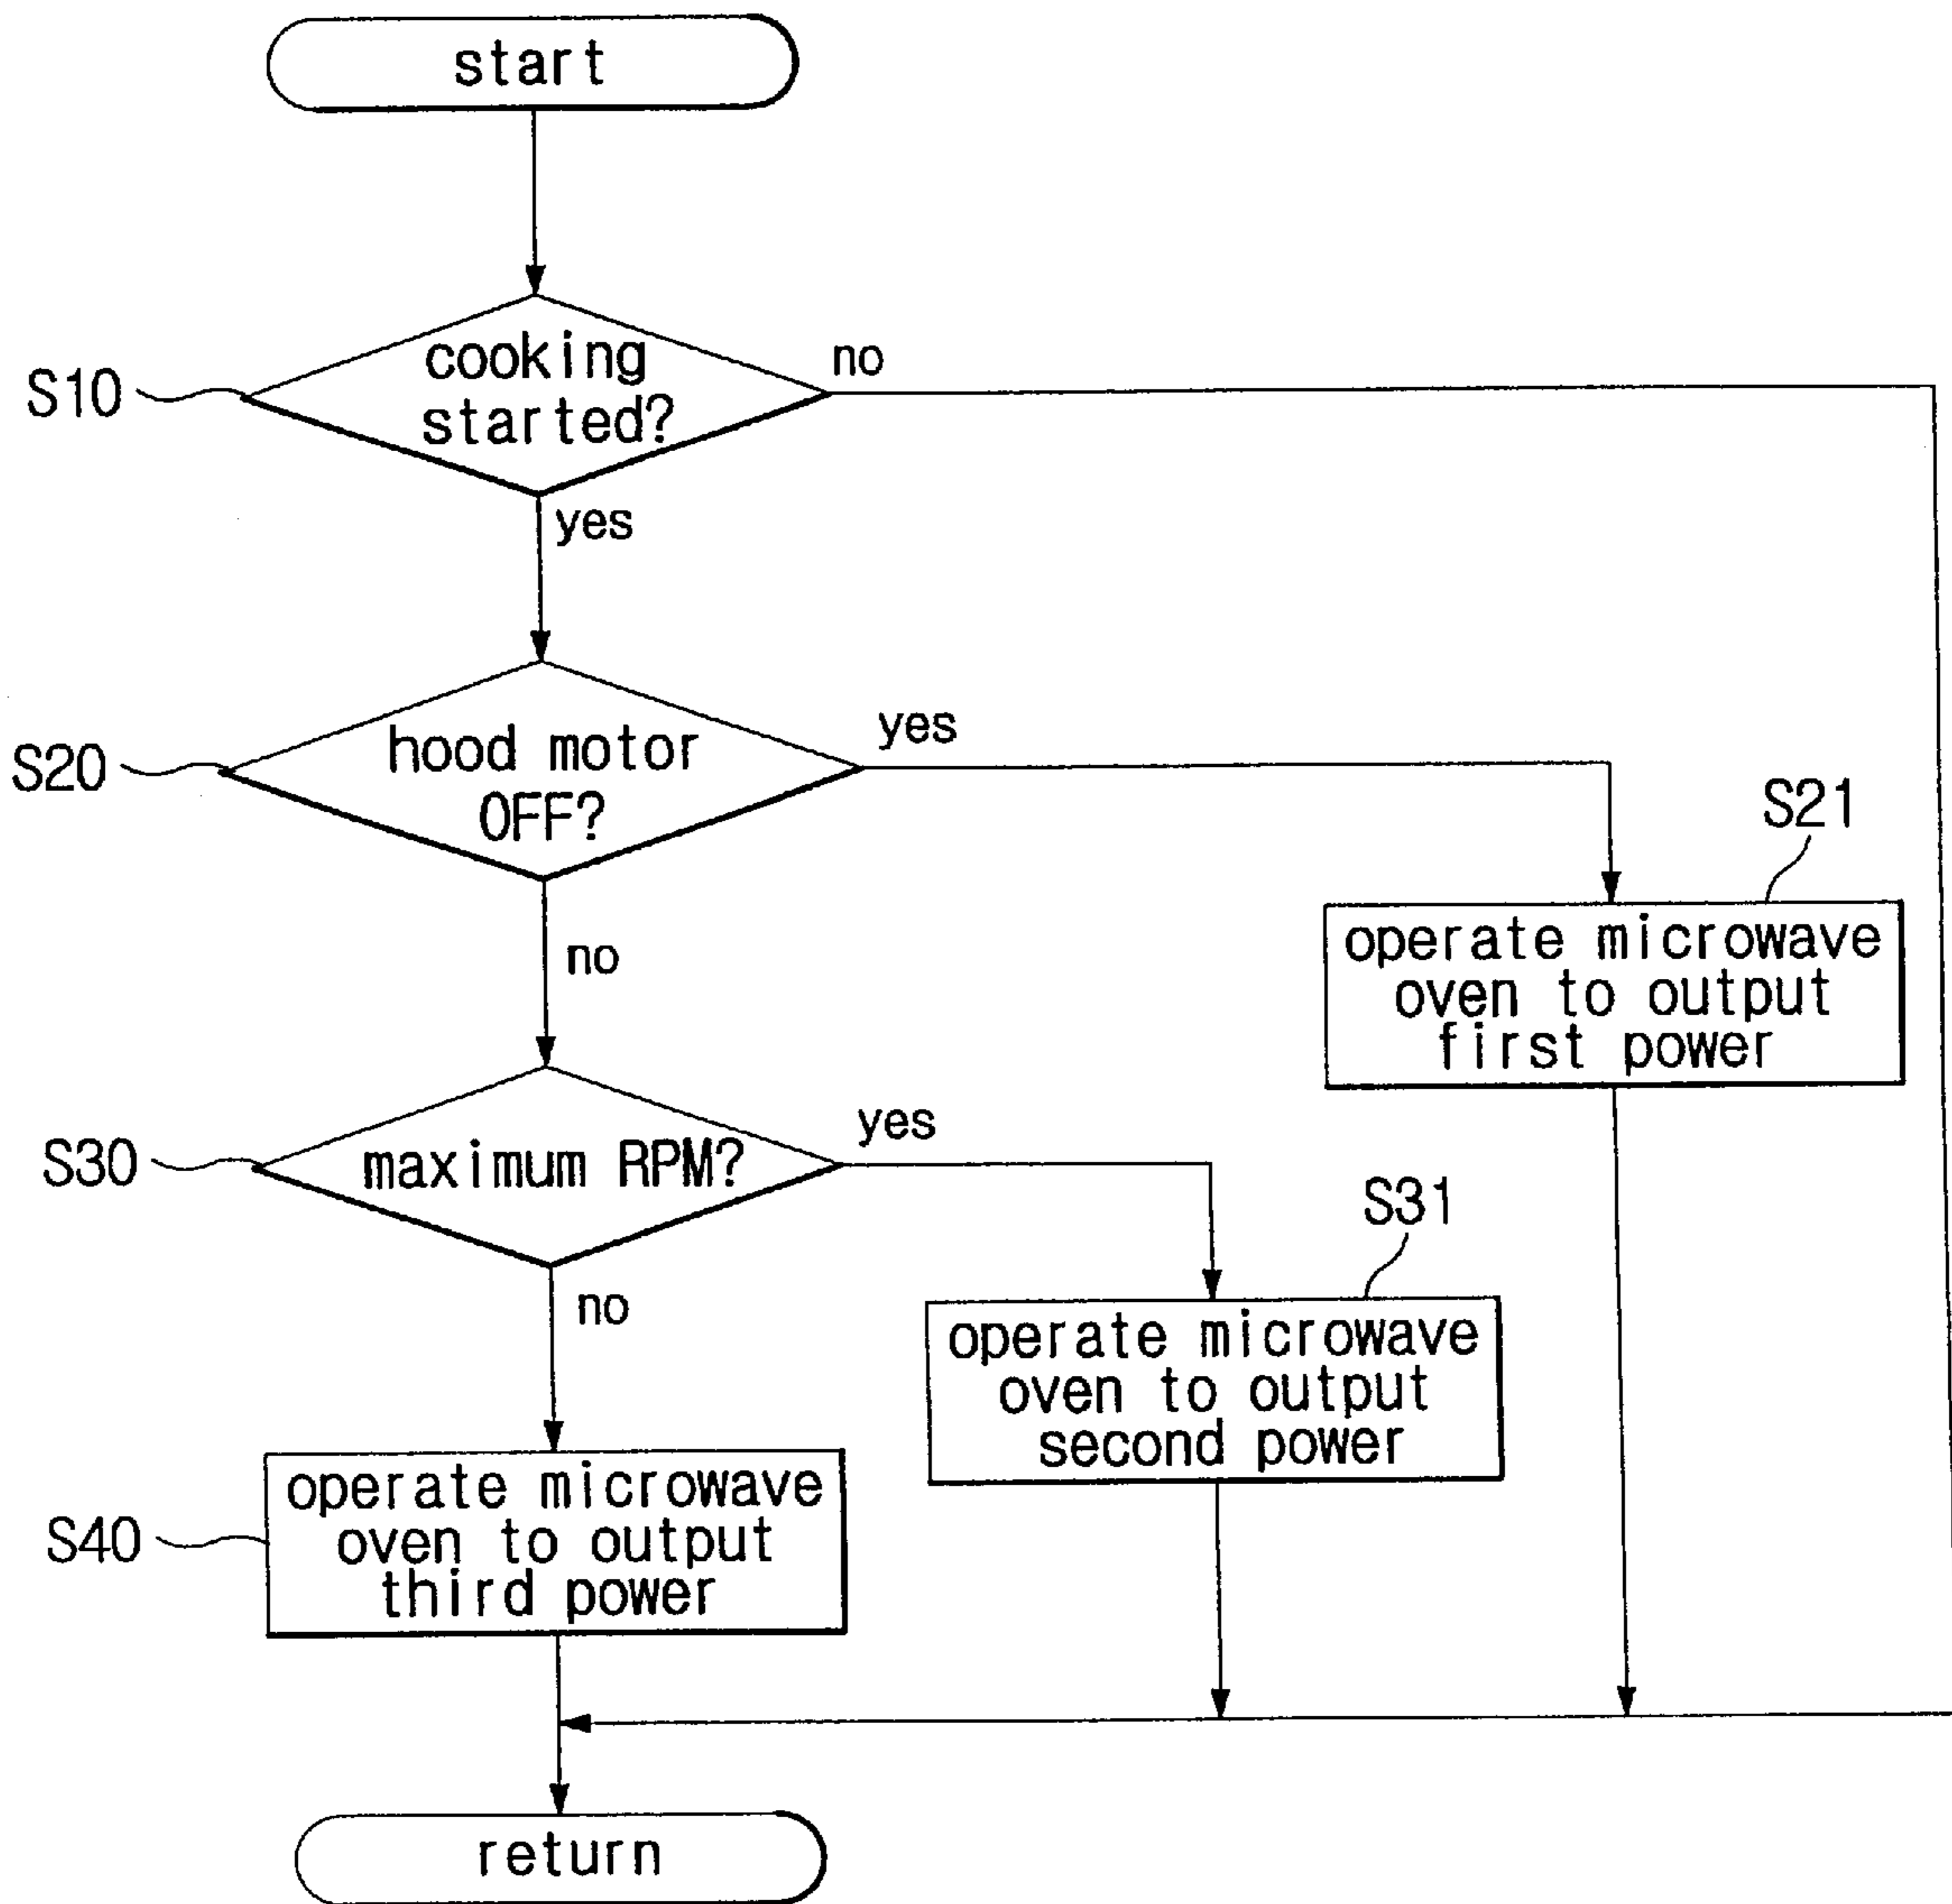 start
S10
cooking
started?
no
yes
S20
hood motor
OFF?
yes
no
S21
operate microwave
oven to output
first power
S30
maximum RPM?
yes
no
S31
operate microwave
oven to output
second power
S40
operate microwave
oven to output
third power
return